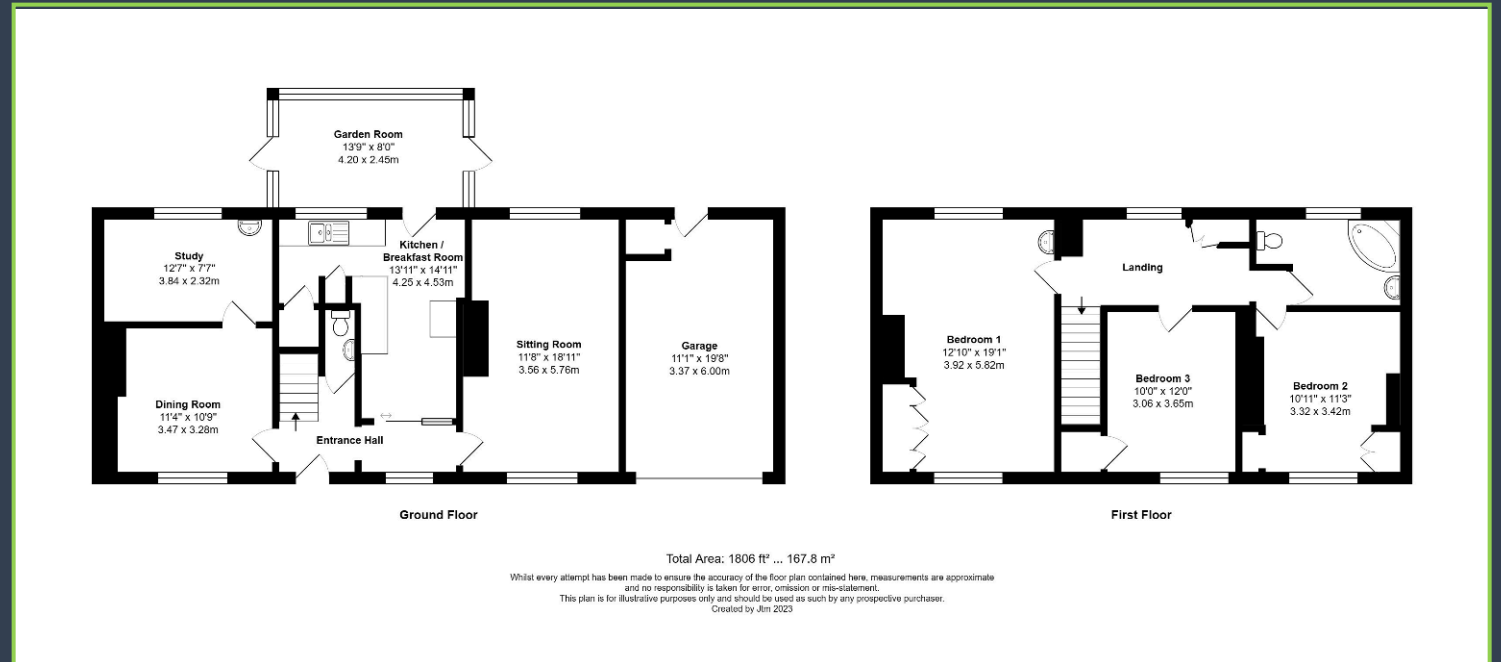 Garden Room
13'9" x 8'0"
4.20 x 2.45m
Study
12'7" x 7'7"
3.84 x 2.32m
Kitchen /
Breakfast Room
13'11" x 14'11"
4.25 x 4.53m
Sitting Room
11'8" x 18'11"
3.56 x 5.76m
Garage
11'1" x 19'8"
3.37 x 6.00m
Dining Room
11'4" x 10'9"
3.47 x 3.28m
Entrance Hall
Ground Floor
Landing
Bedroom 1
12'10" x 19'1"
3.92 x 5.82m
Bedroom 3
10'0" x 12'0"
3.06 x 3.65m
Bedroom 2
10'11" x 11'3"
3.32 x 3.42m
First Floor
Total Area: 1806 ft² ... 167.8 m²
Whilst every attempt has been made to ensure the accuracy of the floor plan contained here, measurements are approximate
and no responsibility is taken for error, omission or mis-statement.
This plan is for illustrative purposes only and should be used as such by any prospective purchaser.
Created by Jtm 2023